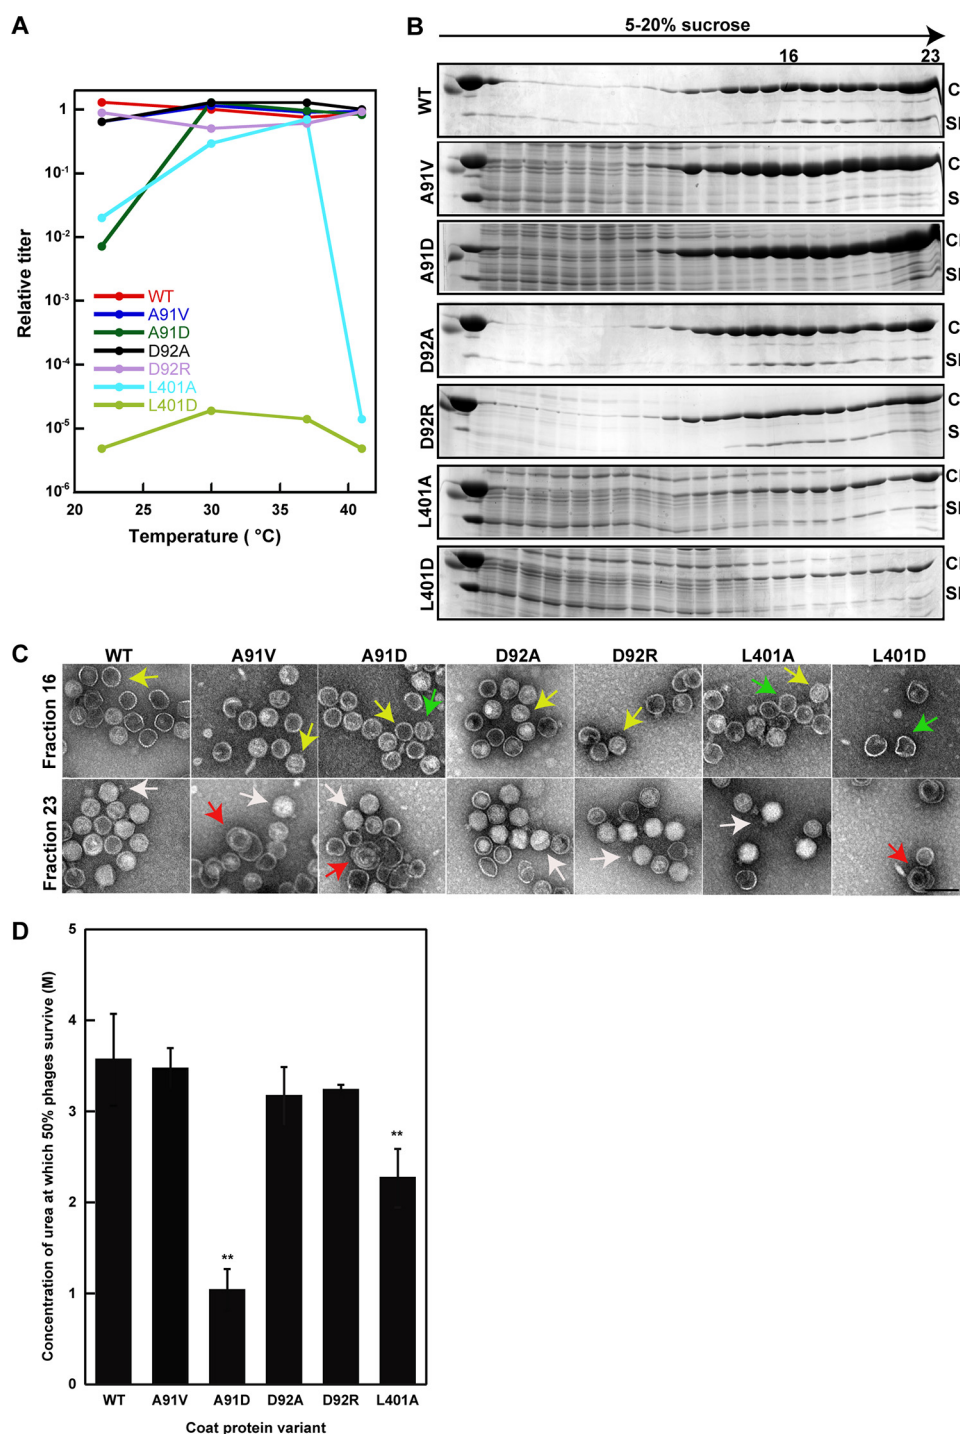 A
Relative titer
1
10-1
10-2
10-3
10-4
10-5
10-6
20 25 30 35 40
Temperature ( °C)
WT
A91V
A91D
D92A
D92R
L401A
L401D
B
5-20% sucrose
16 23
WT
A91V
A91D
D92A
D92R
L401A
L401D
C
WT A91V A91D D92A D92R L401A L401D
Fraction 16
Fraction 23
D
Concentration of urea at which 50% phages survive (M)
5
4
3
2
1
0
**
**
WT A91V A91D D92A D92R L401A
Coat protein variant